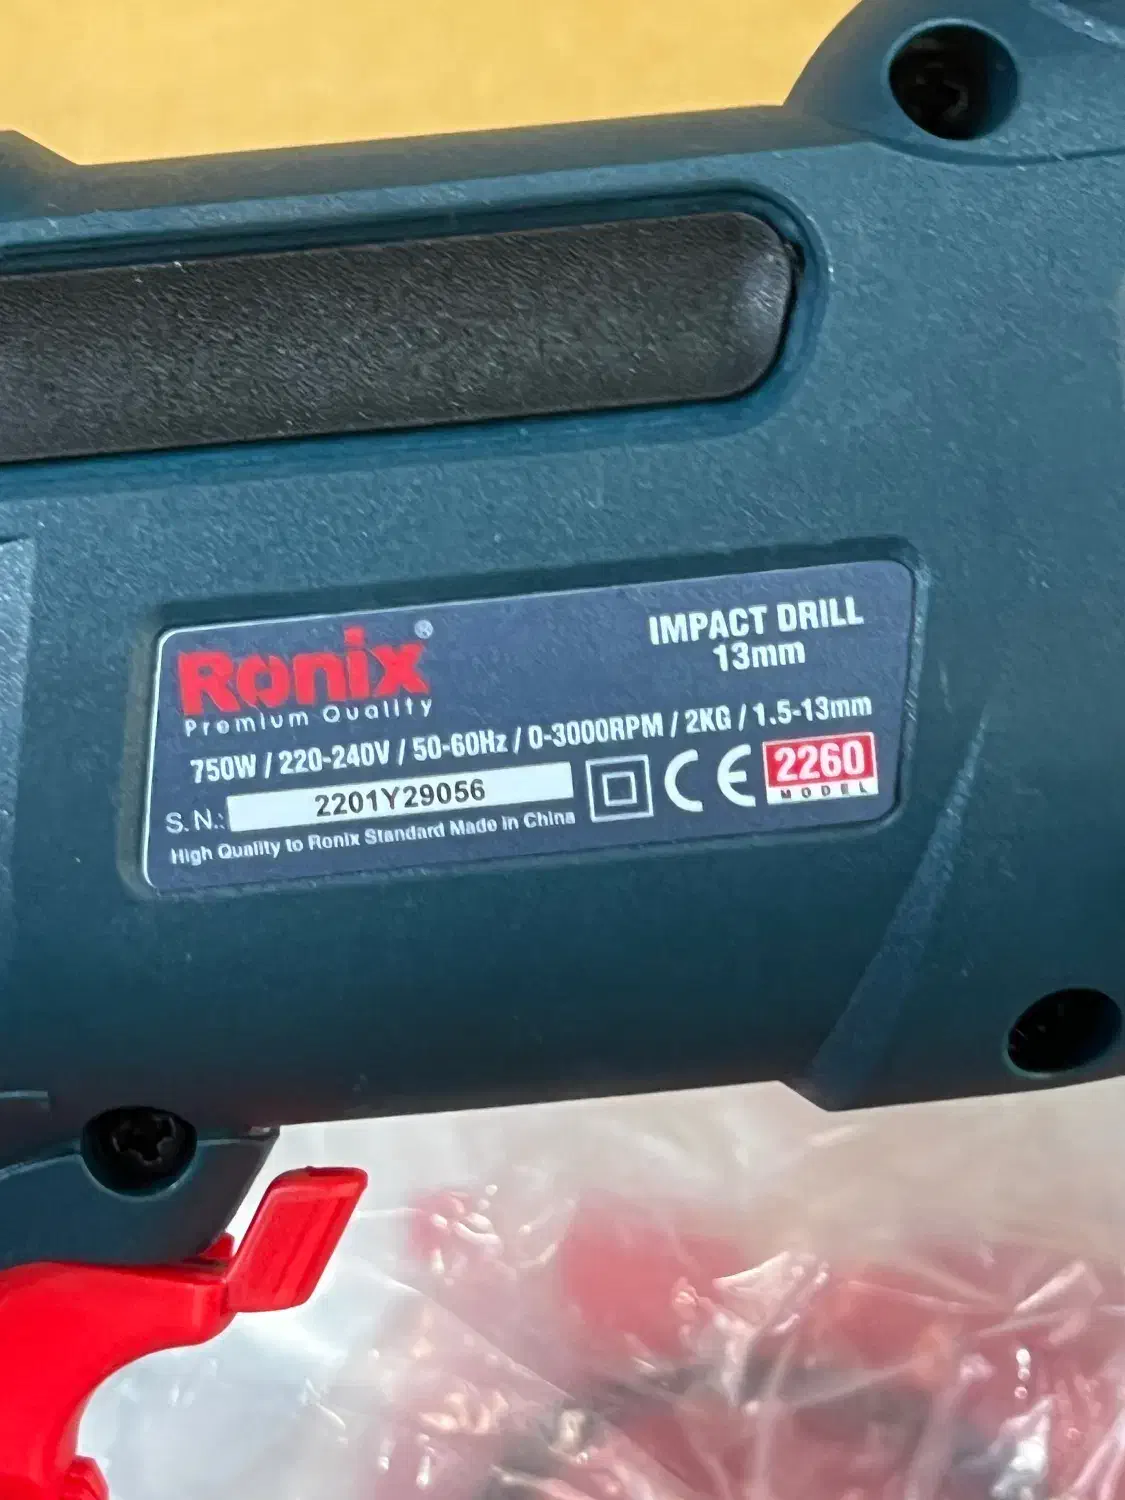 Ronix®
Premium Quality
IMPACT DRILL
13mm
750W / 220-240V / 50-60Hz / 0-3000RPM / 2KG / 1.5-13mm
S.N.: 2201Y29056
CE
2260
MODEL
High Quality to Ronix Standard Made in China